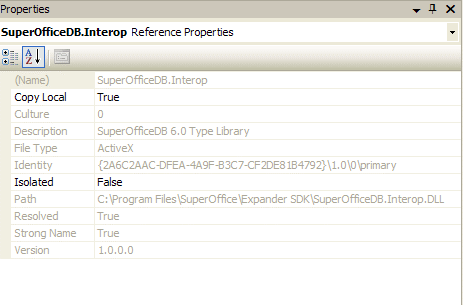 Properties
SuperOfficeDB.Interop Reference Properties
(Name) SuperOfficeDB.Interop
Copy Local True
Culture 0
Description SuperOfficeDB 6.0 Type Library
File Type ActiveX
Identity {2A6C2AAC-DFEA-4A9F-B3C7-CF2DE81B4792}\1.0\0\primary
Isolated False
Path C:\Program Files\SuperOffice\Expander SDK\SuperOfficeDB.Interop.DLL
Resolved True
Strong Name True
Version 1.0.0.0